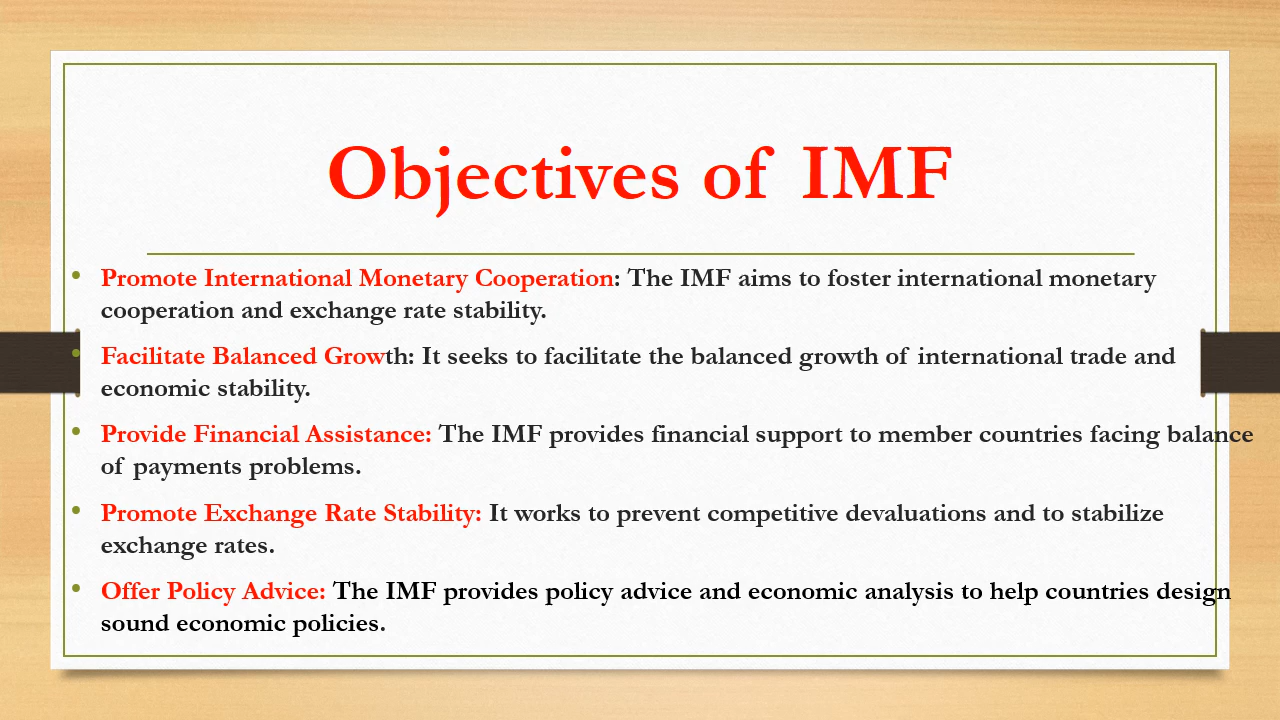 Objectives of IMF
• Promote International Monetary Cooperation: The IMF aims to foster international monetary
cooperation and exchange rate stability.
• Facilitate Balanced Growth: It seeks to facilitate the balanced growth of international trade and
economic stability.
• Provide Financial Assistance: The IMF provides financial support to member countries facing balance
of payments problems.
• Promote Exchange Rate Stability: It works to prevent competitive devaluations and to stabilize
exchange rates.
• Offer Policy Advice: The IMF provides policy advice and economic analysis to help countries design
sound economic policies.